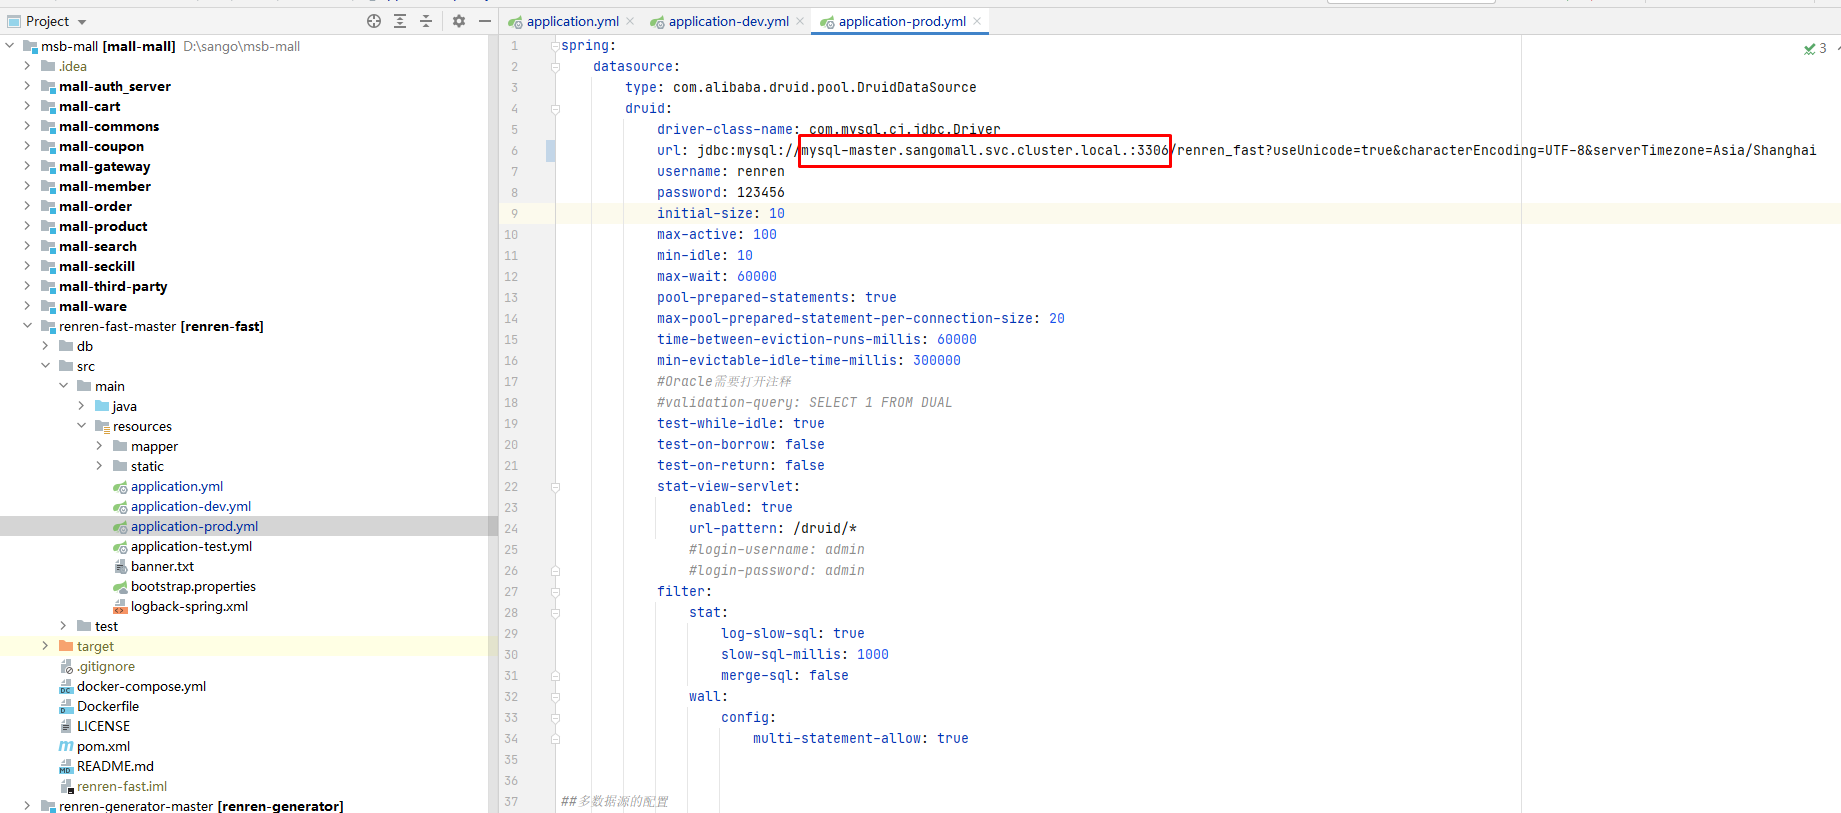 Project
msb-mall [mall-mall] D:\sango\msb-mall
.idea
mall-auth_server
mall-cart
mall-commons
mall-coupon
mall-gateway
mall-member
mall-order
mall-product
mall-search
mall-seckill
mall-third-party
mall-ware
renren-fast-master [renren-fast]
db
src
main
java
resources
mapper
static
application.yml
application-dev.yml
application-prod.yml
application-test.yml
banner.txt
bootstrap.properties
logback-spring.xml
test
target
.gitignore
docker-compose.yml
Dockerfile
LICENSE
pom.xml
README.md
renren-fast.iml
renren-generator-master [renren-generator]
application.yml application-dev.yml application-prod.yml
3
1 spring:
2 datasource:
3 type: com.alibaba.druid.pool.DruidDataSource
4 druid:
5 driver-class-name: com.mysql.cj.jdbc.Driver
6 url: jdbc:mysql://mysql-master.sangomall.svc.cluster.local.:3306/renren_fast?useUnicode=true&characterEncoding=UTF-8&serverTimezone=Asia/Shanghai
7 username: renren
8 password: 123456
9 initial-size: 10
10 max-active: 100
11 min-idle: 10
12 max-wait: 60000
13 pool-prepared-statements: true
14 max-pool-prepared-statement-per-connection-size: 20
15 time-between-eviction-runs-millis: 60000
16 min-evictable-idle-time-millis: 300000
17 #Oracle需要打开注释
18 #validation-query: SELECT 1 FROM DUAL
19 test-while-idle: true
20 test-on-borrow: false
21 test-on-return: false
22 stat-view-servlet:
23 enabled: true
24 url-pattern: /druid/*
25 #login-username: admin
26 #login-password: admin
27 filter:
28 stat:
29 log-slow-sql: true
30 slow-sql-millis: 1000
31 merge-sql: false
32 wall:
33 config:
34 multi-statement-allow: true
35
36
37 ##多数据源的配置